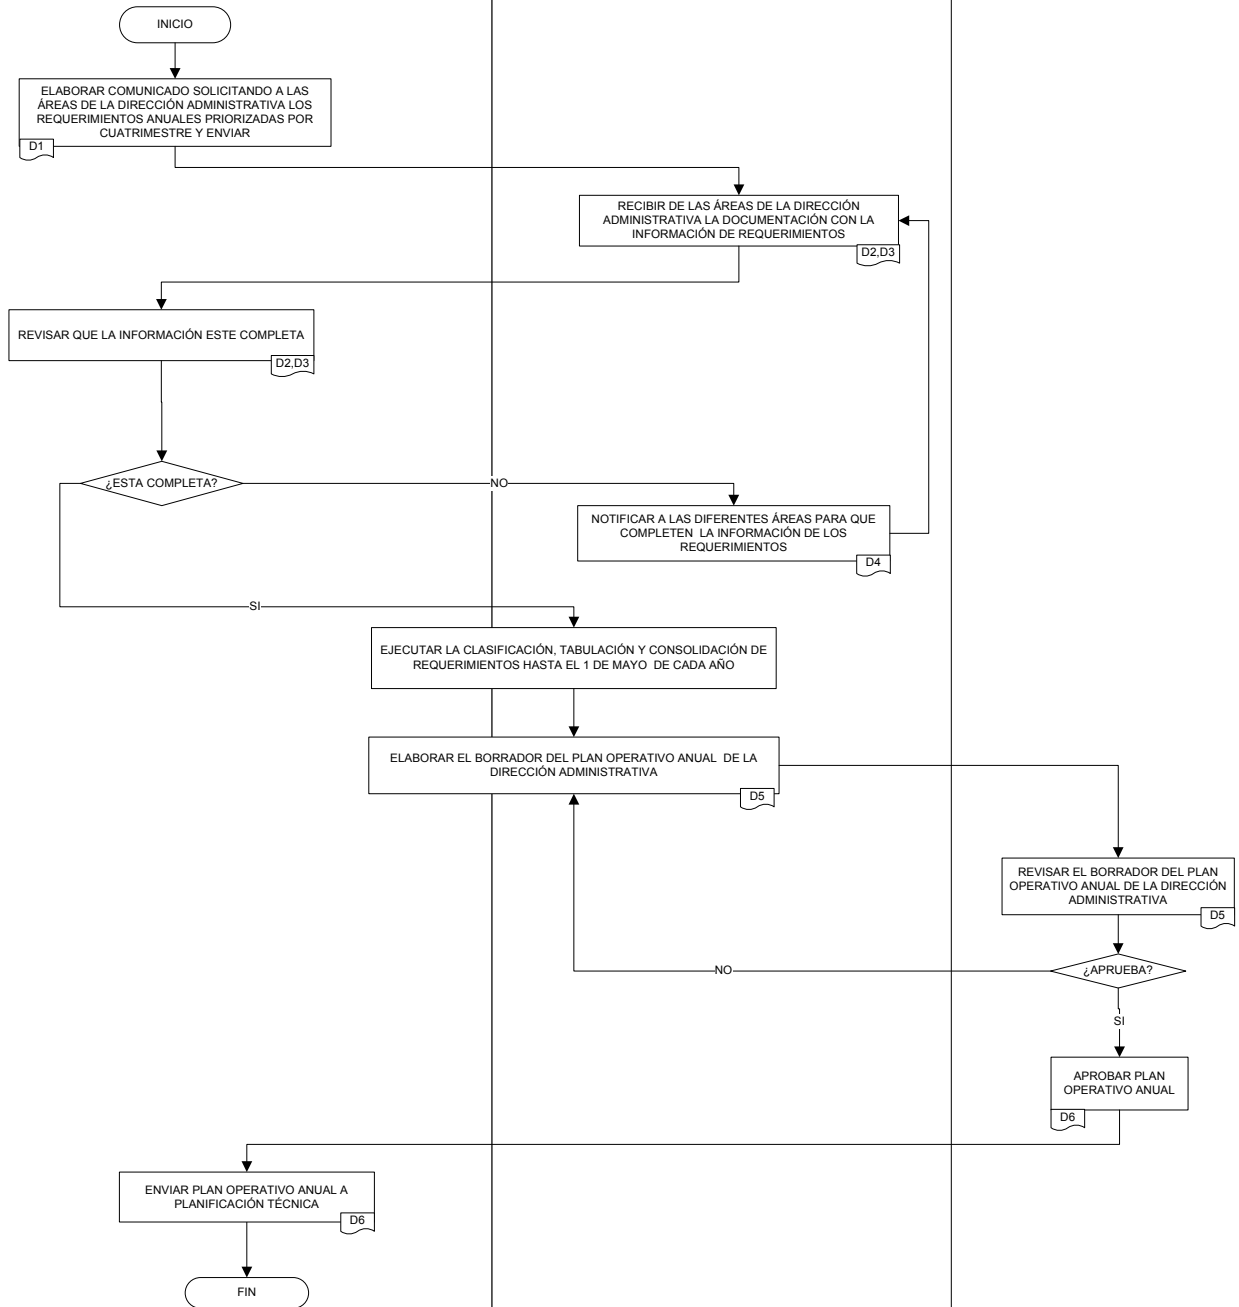 INICIO
ELABORAR COMUNICADO SOLICITANDO A LAS
ÁREAS DE LA DIRECCIÓN ADMINISTRATIVA LOS
REQUERIMIENTOS ANUALES PRIORIZADAS POR
CUATRIMESTRE Y ENVIAR
D1
RECIBIR DE LAS ÁREAS DE LA DIRECCIÓN
ADMINISTRATIVA LA DOCUMENTACIÓN CON LA
INFORMACIÓN DE REQUERIMIENTOS
D2,D3
REVISAR QUE LA INFORMACIÓN ESTE COMPLETA
D2,D3
¿ESTA COMPLETA?
NO
NOTIFICAR A LAS DIFERENTES ÁREAS PARA QUE
COMPLETEN LA INFORMACIÓN DE LOS
REQUERIMIENTOS
D4
SI
EJECUTAR LA CLASIFICACIÓN, TABULACIÓN Y CONSOLIDACIÓN DE
REQUERIMIENTOS HASTA EL 1 DE MAYO DE CADA AÑO
ELABORAR EL BORRADOR DEL PLAN OPERATIVO ANUAL DE LA
DIRECCIÓN ADMINISTRATIVA
D5
REVISAR EL BORRADOR DEL PLAN
OPERATIVO ANUAL DE LA DIRECCIÓN
ADMINISTRATIVA
D5
¿APRUEBA?
NO
SI
APROBAR PLAN
OPERATIVO ANUAL
D6
ENVIAR PLAN OPERATIVO ANUAL A
PLANIFICACIÓN TÉCNICA
D6
FIN